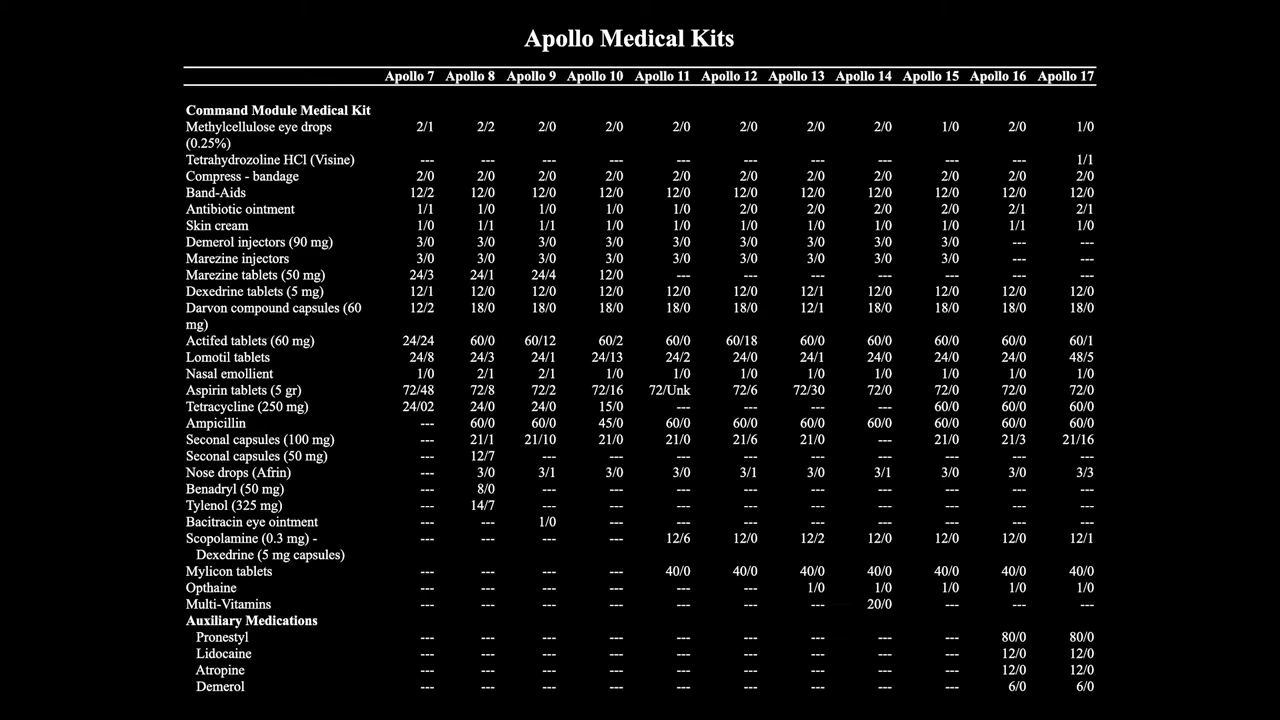 Apollo Medical Kits
Apollo 7 Apollo 8 Apollo 9 Apollo 10 Apollo 11 Apollo 12 Apollo 13 Apollo 14 Apollo 15 Apollo 16 Apollo 17
Command Module Medical Kit
Methylcellulose eye drops 2/1 2/2 2/0 2/0 2/0 2/0 2/0 2/0 1/0 2/0 1/0
(0.25%)
Tetrahydrozoline HCl (Visine) --- --- --- --- --- --- --- --- --- --- 1/1
Compress - bandage 2/0 2/0 2/0 2/0 2/0 2/0 2/0 2/0 2/0 2/0 2/0
Band-Aids 12/2 12/0 12/0 12/0 12/0 12/0 12/0 12/0 12/0 12/0 12/0
Antibiotic ointment 1/1 1/0 1/0 1/0 1/0 2/0 2/0 2/0 2/0 2/1 2/1
Skin cream 1/0 1/1 1/1 1/0 1/0 1/0 1/0 1/0 1/0 1/1 1/0
Demerol injectors (90 mg) 3/0 3/0 3/0 3/0 3/0 3/0 3/0 3/0 3/0 --- ---
Marezine injectors 3/0 3/0 3/0 3/0 3/0 3/0 3/0 3/0 3/0 --- ---
Marezine tablets (50 mg) 24/3 24/1 24/4 12/0 --- --- --- --- --- --- ---
Dexedrine tablets (5 mg) 12/1 12/0 12/0 12/0 12/0 12/0 12/1 12/0 12/0 12/0 12/0
Darvon compound capsules (60 12/2 18/0 18/0 18/0 18/0 18/0 12/1 18/0 18/0 18/0 18/0
mg)
Actifed tablets (60 mg) 24/24 60/0 60/12 60/2 60/0 60/18 60/0 60/0 60/0 60/0 60/1
Lomotil tablets 24/8 24/3 24/1 24/13 24/2 24/0 24/1 24/0 24/0 24/0 48/5
Nasal emollient 1/0 2/1 2/1 1/0 1/0 1/0 1/0 1/0 1/0 1/0 1/0
Aspirin tablets (5 gr) 72/48 72/8 72/2 72/16 72/Unk 72/6 72/30 72/0 72/0 72/0 72/0
Tetracycline (250 mg) 24/02 24/0 24/0 15/0 --- --- --- --- 60/0 60/0 60/0
Ampicillin --- 60/0 60/0 45/0 60/0 60/0 60/0 60/0 60/0 60/0 60/0
Seconal capsules (100 mg) --- 21/1 21/10 21/0 21/0 21/6 21/0 --- 21/0 21/3 21/16
Seconal capsules (50 mg) --- 12/7 --- --- --- --- --- --- --- --- ---
Nose drops (Afrin) --- 3/0 3/1 3/0 3/0 3/1 3/0 3/1 3/0 3/0 3/3
Benadryl (50 mg) --- 8/0 --- --- --- --- --- --- --- --- ---
Tylenol (325 mg) --- 14/7 --- --- --- --- --- --- --- --- ---
Bacitracin eye ointment --- --- 1/0 --- --- --- --- --- --- --- ---
Scopolamine (0.3 mg) - --- --- --- --- 12/6 12/0 12/2 12/0 12/0 12/0 12/1
Dexedrine (5 mg capsules)
Mylicon tablets --- --- --- --- 40/0 40/0 40/0 40/0 40/0 40/0 40/0
Opthaine --- --- --- --- --- --- 1/0 1/0 1/0 1/0 1/0
Multi-Vitamins --- --- --- --- --- --- --- 20/0 --- --- ---
Auxiliary Medications
Pronestyl --- --- --- --- --- --- --- --- --- 80/0 80/0
Lidocaine --- --- --- --- --- --- --- --- --- 12/0 12/0
Atropine --- --- --- --- --- --- --- --- --- 12/0 12/0
Demerol --- --- --- --- --- --- --- --- --- 6/0 6/0